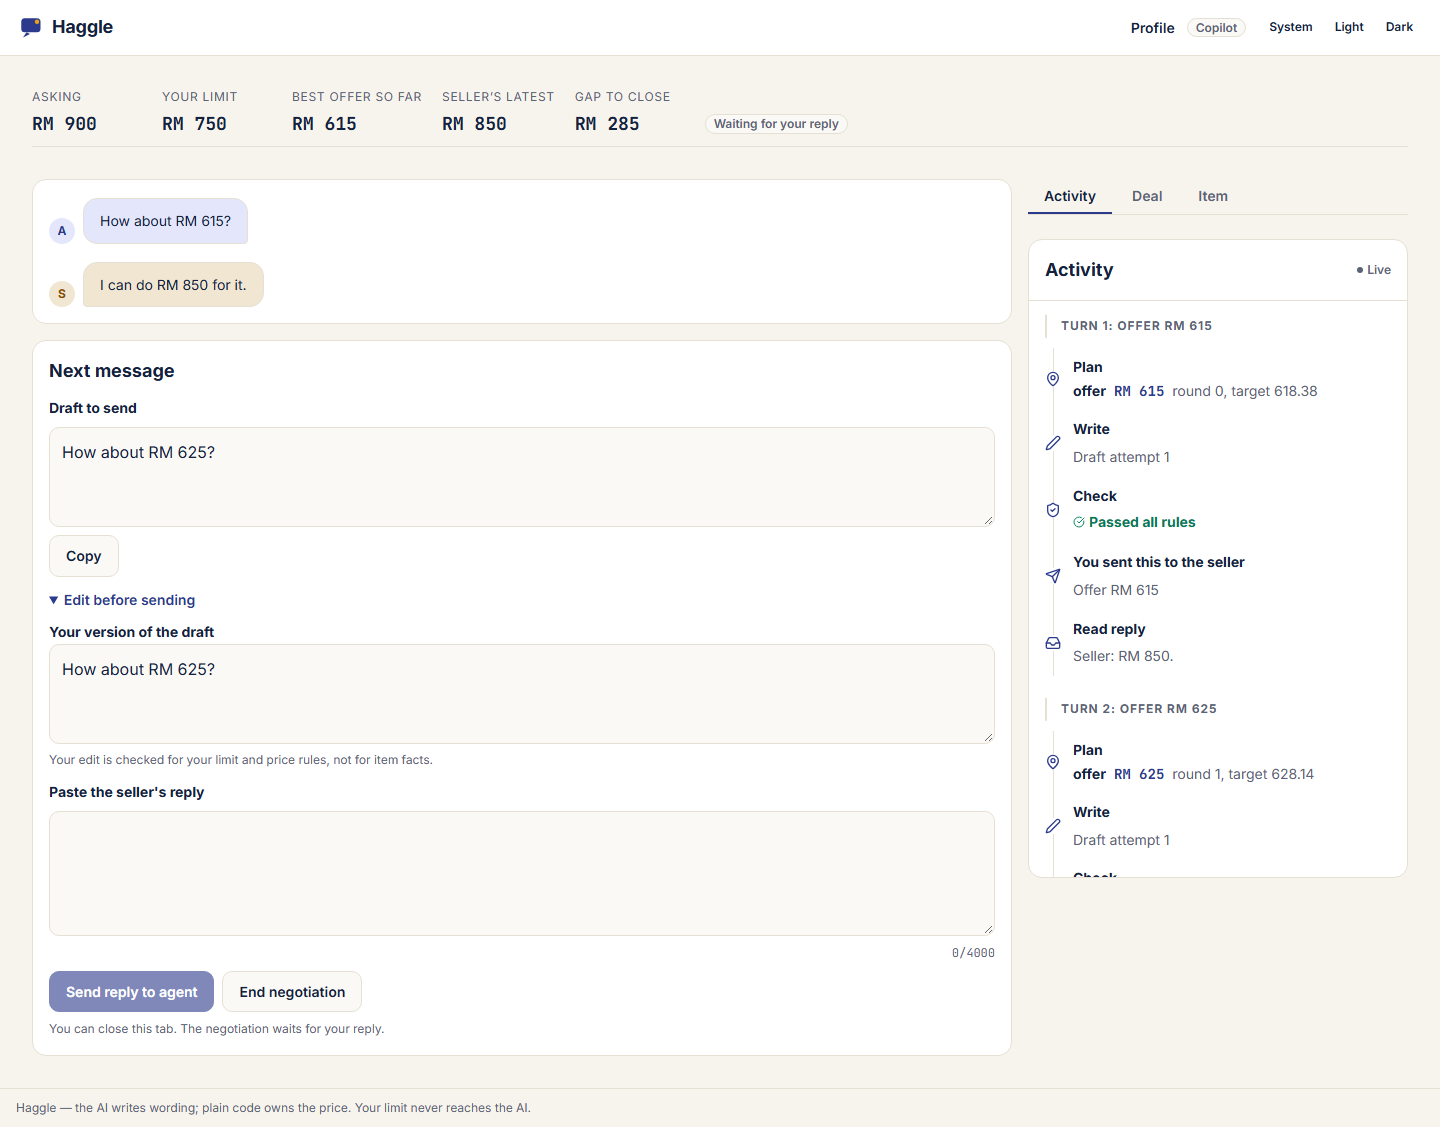 Haggle
Profile Copilot System Light Dark
ASKING YOUR LIMIT BEST OFFER SO FAR SELLER'S LATEST GAP TO CLOSE
RM 900 RM 750 RM 615 RM 850 RM 285 Waiting for your reply
A How about RM 615?
S I can do RM 850 for it.
Next message
Draft to send
How about RM 625?
Copy
▼ Edit before sending
Your version of the draft
How about RM 625?
Your edit is checked for your limit and price rules, not for item facts.
Paste the seller's reply
0/4000
Send reply to agent End negotiation
You can close this tab. The negotiation waits for your reply.
Activity Deal Item
Activity Live
TURN 1: OFFER RM 615
Plan
offer RM 615 round 0, target 618.38
Write
Draft attempt 1
Check
Passed all rules
You sent this to the seller
Offer RM 615
Read reply
Seller: RM 850.
TURN 2: OFFER RM 625
Plan
offer RM 625 round 1, target 628.14
Write
Draft attempt 1
Check
Haggle — the AI writes wording; plain code owns the price. Your limit never reaches the AI.